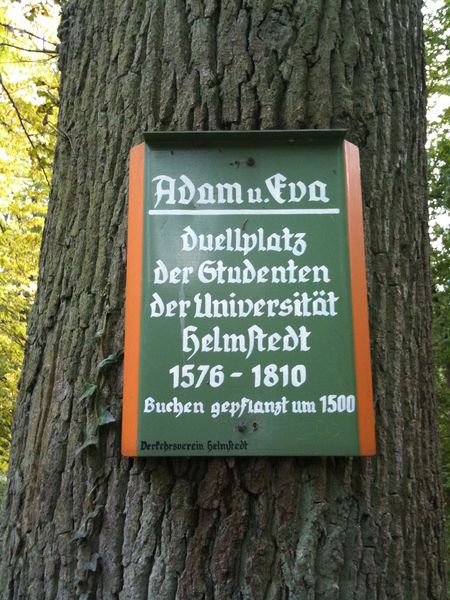 Adam u. Eva
Duellplatz
der Studenten
der Universität
Helmstedt
1576 - 1810
Buchen gepflanzt um 1500
Verkehrsverein Helmstedt